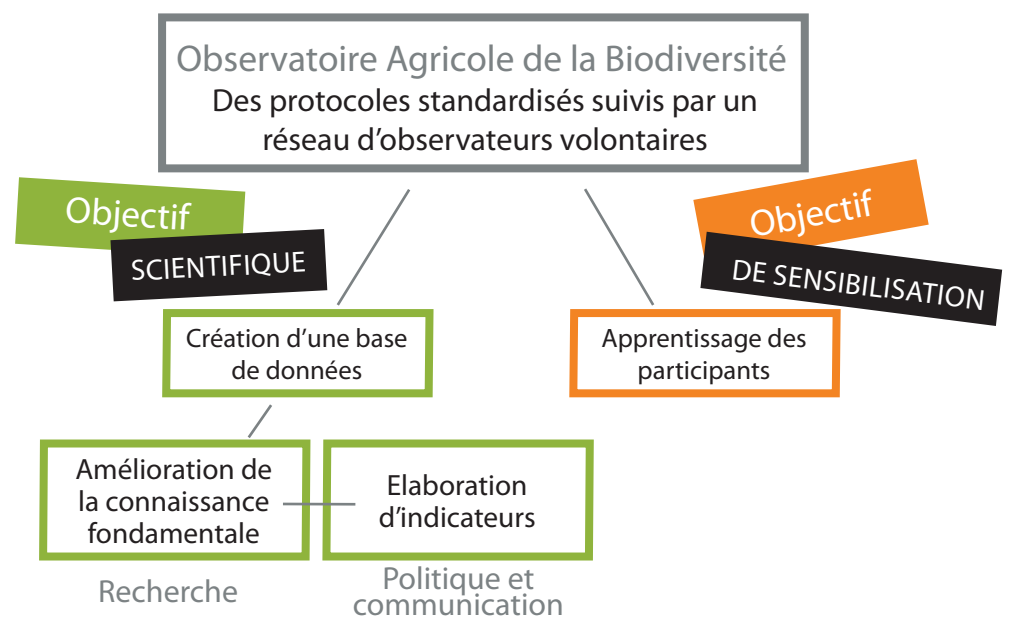 Observatoire Agricole de la Biodiversité
Des protocoles standardisés suivis par un
réseau d’observateurs volontaires
Objectif
SCIENTIFIQUE
Objectif
DE SENSIBILISATION
Création d’une base
de données
Apprentissage des
participants
Amélioration de
la connaissance
fondamentale
Elaboration
d’indicateurs
Recherche
Politique et
communication